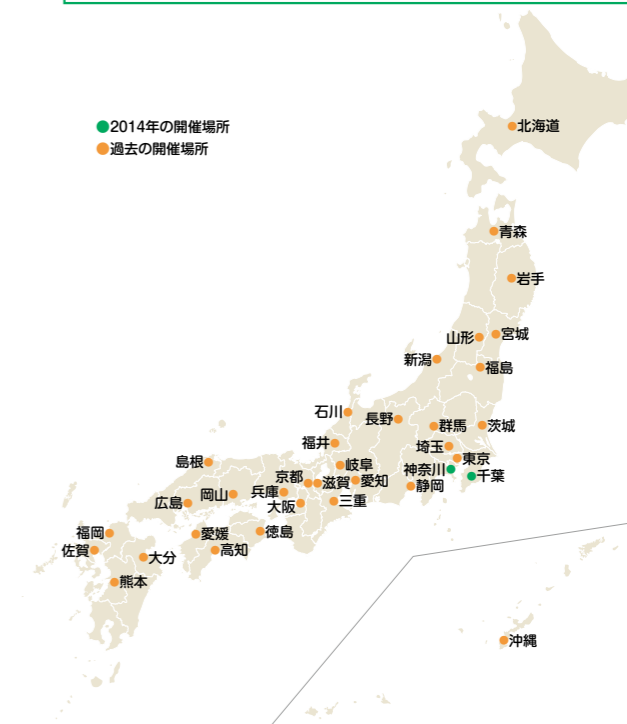 2014年の開催場所
過去の開催場所
北海道
青森
岩手
山形
宮城
新潟
福島
石川
長野
群馬
茨城
福井
埼玉
東京
島根
岐阜
神奈川
千葉
京都
滋賀
愛知
静岡
兵庫
岡山
広島
大阪
三重
福岡
愛媛
徳島
佐賀
大分
高知
熊本
沖縄